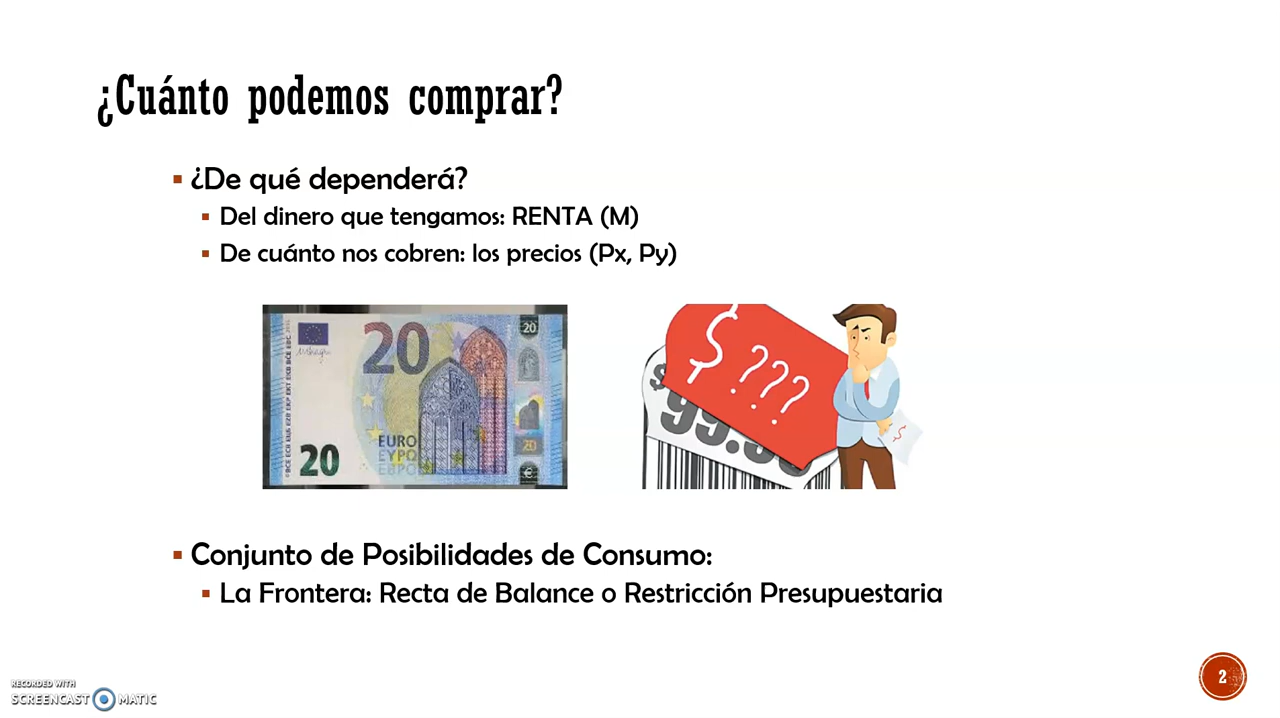 ¿Cuánto podemos comprar?
¿De qué dependerá?
Del dinero que tengamos: RENTA (M)
De cuánto nos cobren: los precios (Px, Py)
20
20
EURO
ΕΥΡΩ
ЕВРО
20
$ ???
$
99.
Conjunto de Posibilidades de Consumo:
La Frontera: Recta de Balance o Restricción Presupuestaria
RECORDED WITH
SCREENCAST MATIC
2